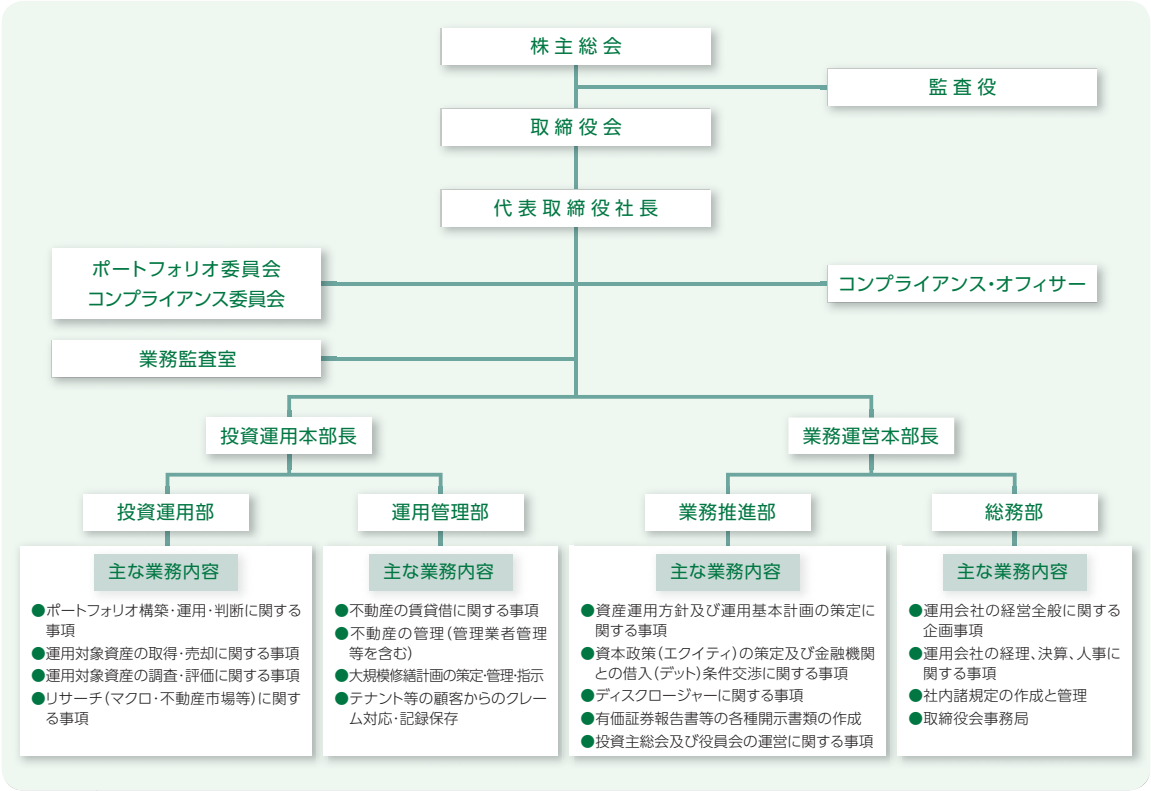 株主総会
監査役
取締役会
代表取締役社長
ポートフォリオ委員会
コンプライアンス委員会
コンプライアンス・オフィサー
業務監査室
投資運用本部長
業務運営本部長
投資運用部
運用管理部
業務推進部
総務部
主な業務内容
●ポートフォリオ構築・運用・判断に関する
事項
●運用対象資産の取得・売却に関する事項
●運用対象資産の調査・評価に関する事項
●リサーチ(マクロ・不動産市場等)に関す
る事項
主な業務内容
●不動産の賃貸借に関する事項
●不動産の管理(管理業者管理
等を含む)
●大規模修繕計画の策定・管理・指示
●テナント等の顧客からのクレー
ム対応・記録保存
主な業務内容
●資産運用方針及び運用基本計画の策定に
関する事項
●資本政策(エクイティ)の策定及び金融機関
との借入(デット)条件交渉に関する事項
●ディスクロージャーに関する事項
●有価証券報告書等の各種開示書類の作成
●投資主総会及び役員会の運営に関する事項
主な業務内容
●運用会社の経営全般に関する
企画事項
●運用会社の経理、決算、人事に
関する事項
●社内諸規定の作成と管理
●取締役会事務局